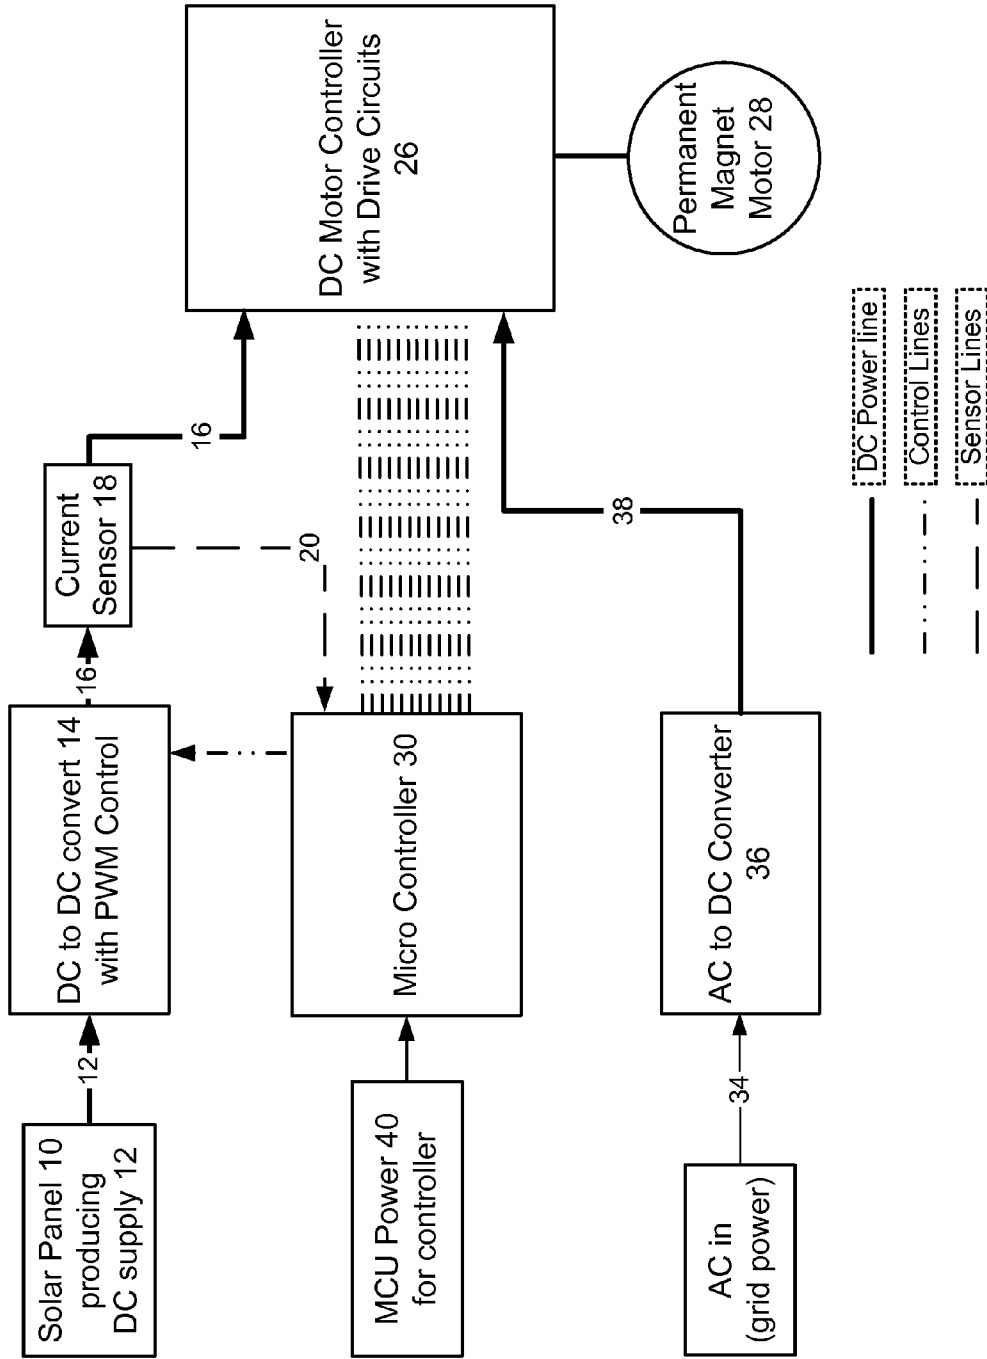 Solar Panel 10
producing
DC supply 12
12
DC to DC convert 14
with PWM Control
16
Current
Sensor 18
16
20
DC Motor Controller
with Drive Circuits
26
MCU Power 40
for controller
Micro Controller 30
Permanent
Magnet
Motor 28
AC in
(grid power)
34
AC to DC Converter
36
38
DC Power line
Control Lines
Sensor Lines